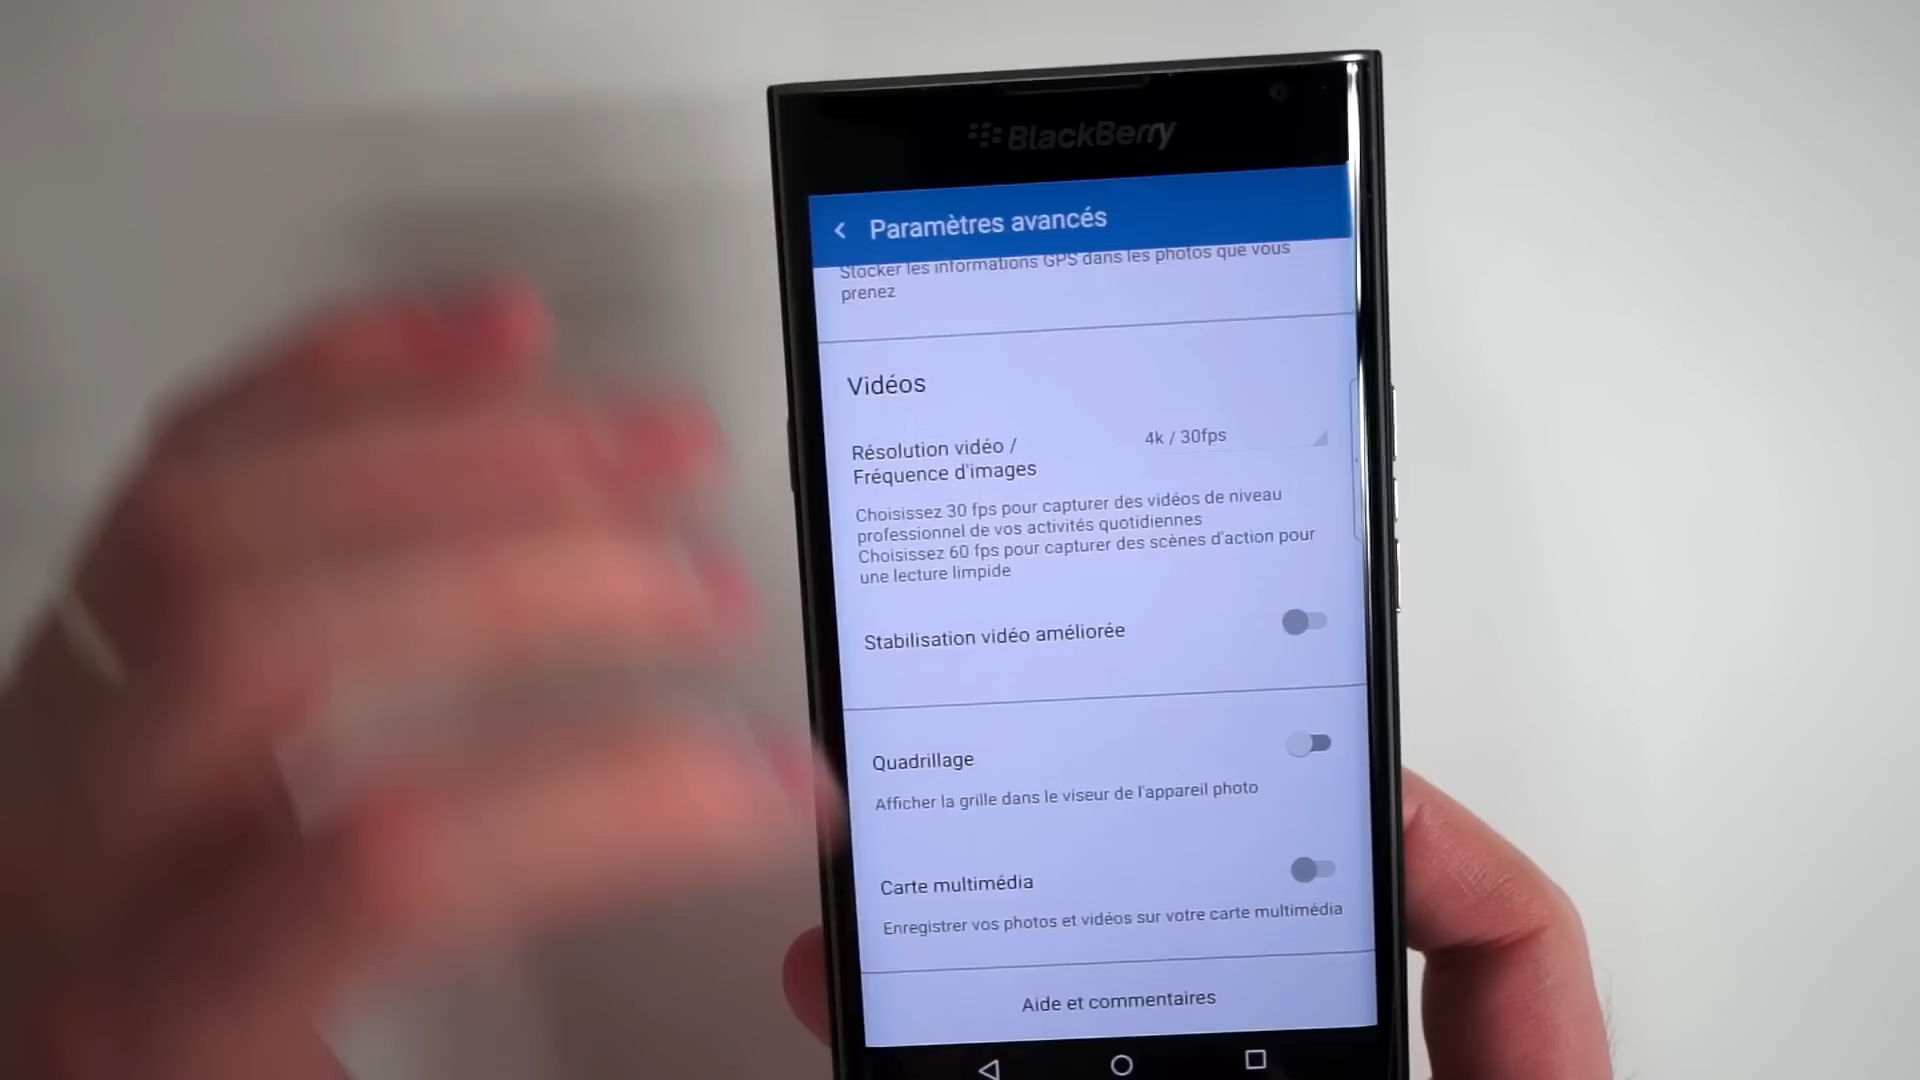 BlackBerry
Paramètres avancés
Stocker les informations GPS dans les photos que vous
prenez
Vidéos
Résolution vidéo /
Fréquence d'images
4k / 30fps
Choisissez 30 fps pour capturer des vidéos de niveau
professionnel de vos activités quotidiennes
Choisissez 60 fps pour capturer des scènes d'action pour
une lecture limpide
Stabilisation vidéo améliorée
Quadrillage
Afficher la grille dans le viseur de l'appareil photo
Carte multimédia
Enregistrer vos photos et vidéos sur votre carte multimédia
Aide et commentaires